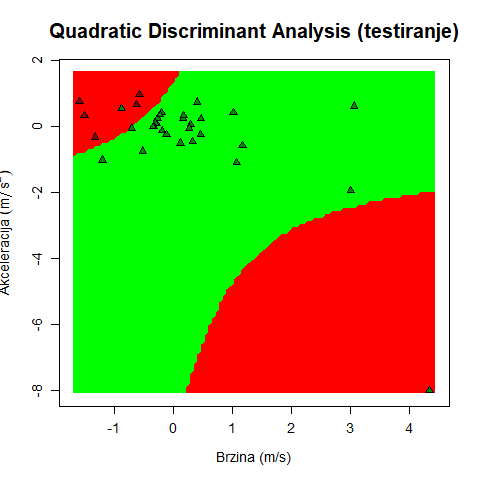 Quadratic Discriminant Analysis (testiranje)
Akceleracija (m/s²)
2
0
-2
-4
-6
-8
-1 0 1 2 3 4
Brzina (m/s)